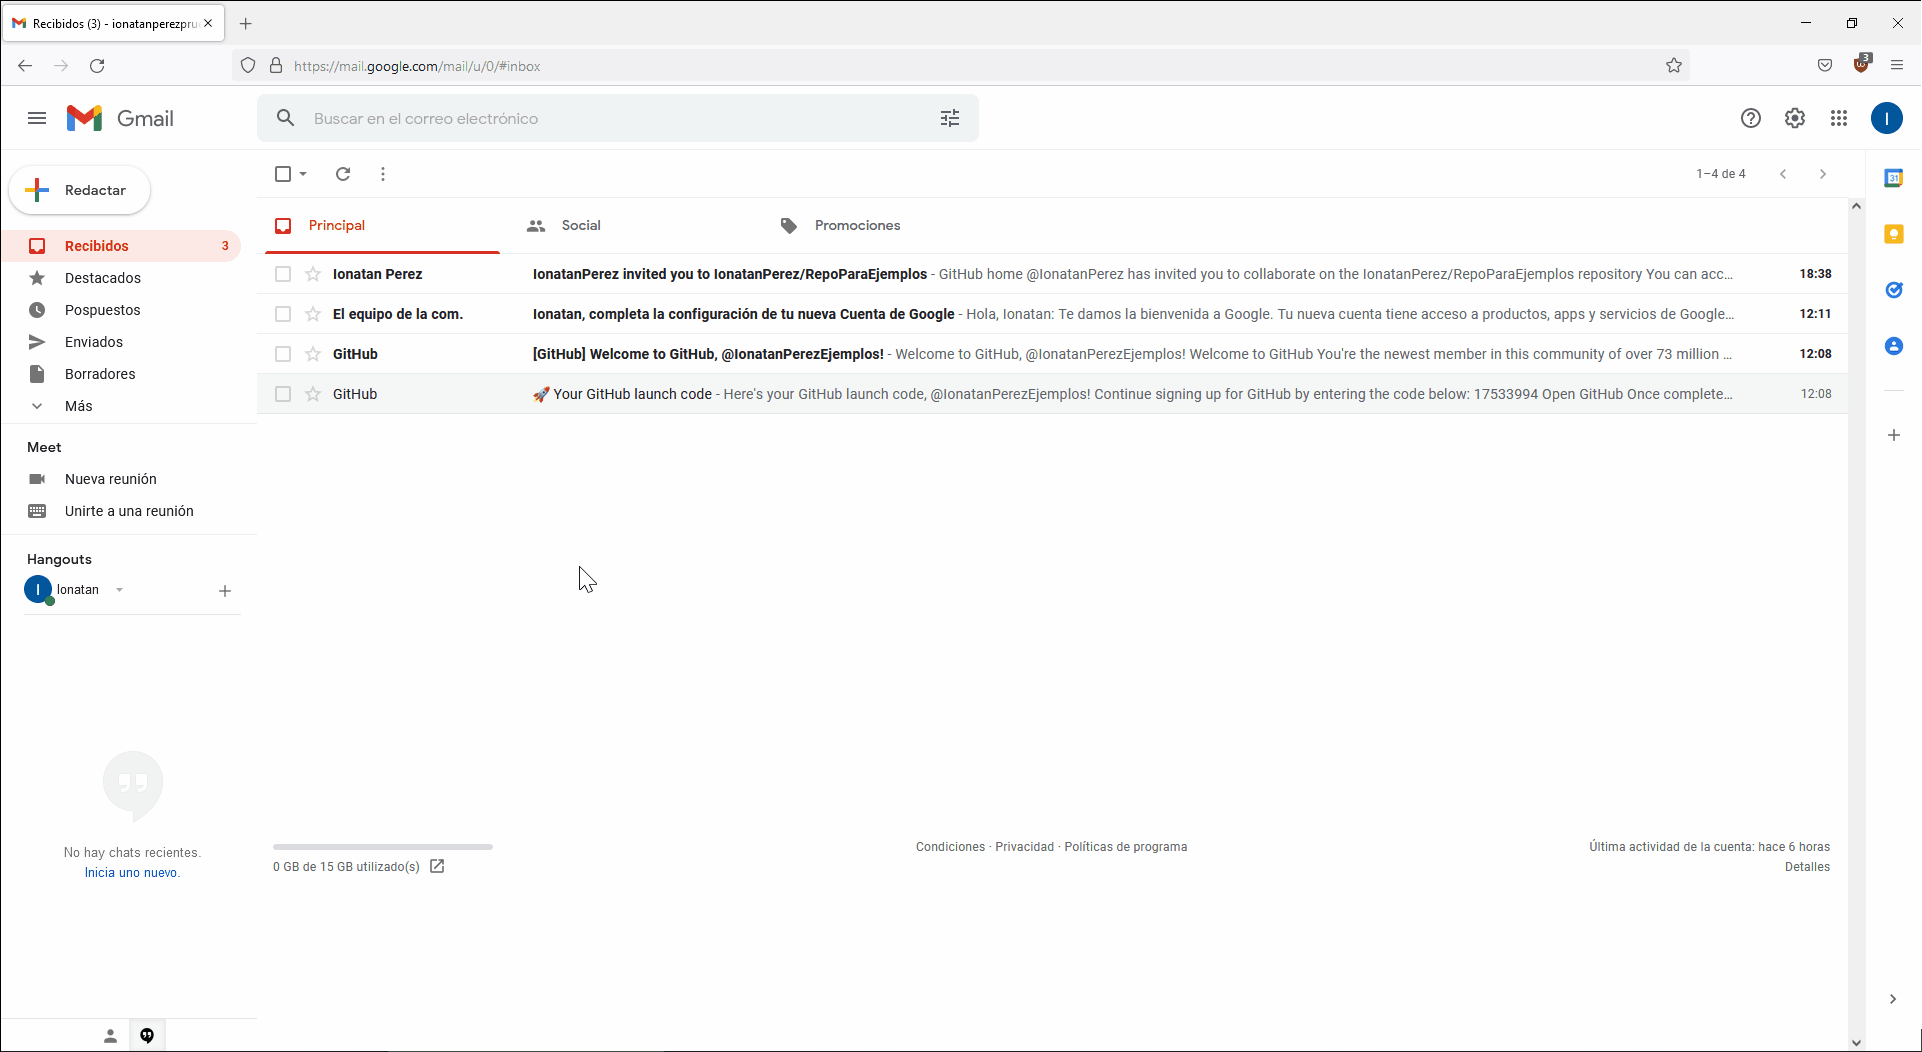 Recibidos (3) - ionatanperezpru
https://mail.google.com/mail/u/0/#inbox
3
Gmail
Buscar en el correo electrónico
I
Redactar
1–4 de 4
31
Principal
Social
Promociones
Recibidos 3
Destacados
Pospuestos
Enviados
Borradores
Más
Ionatan Perez IonatanPerez invited you to IonatanPerez/RepoParaEjemplos - GitHub home @IonatanPerez has invited you to collaborate on the IonatanPerez/RepoParaEjemplos repository You can acc… 18:38
El equipo de la com. Ionatan, completa la configuración de tu nueva Cuenta de Google - Hola, Ionatan: Te damos la bienvenida a Google. Tu nueva cuenta tiene acceso a productos, apps y servicios de Google… 12:11
GitHub [GitHub] Welcome to GitHub, @IonatanPerezEjemplos! - Welcome to GitHub, @IonatanPerezEjemplos! Welcome to GitHub You're the newest member in this community of over 73 million … 12:08
GitHub 🚀 Your GitHub launch code - Here's your GitHub launch code, @IonatanPerezEjemplos! Continue signing up for GitHub by entering the code below: 17533994 Open GitHub Once complete… 12:08
Meet
Nueva reunión
Unirte a una reunión
Hangouts
I Ionatan
No hay chats recientes.
Inicia uno nuevo.
0 GB de 15 GB utilizado(s)
Condiciones · Privacidad · Políticas de programa
Última actividad de la cuenta: hace 6 horas
Detalles